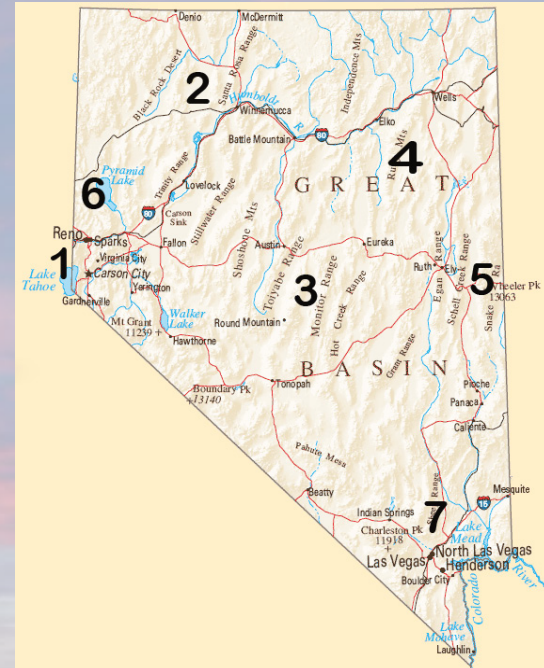 Denio
McDermitt
Black Rock Desert
2
Santa Rosa Range
Humboldt
R
Winnemucca
Independence Mts
Wells
Battle Mountain
80
Elko
4
Pyramid
Lake
6
Trinity Range
Lovelock
GREAT
80
Carson
Sink
Stillwater Range
Shoshone Mts
Reno
Sparks
Fallon
Austin
Eureka
1
Virginia City
Carson City
Lake
Tahoe
Yerington
Gardnerville
Toiyabe Range
3
Monitor Range
Hot Creek Range
Ruth
Ely
Egan Range
Schell Creek Range
5
Wheeler Pk
13063
Snake Ra
Walker
Lake
Mt Grant
11239
Round Mountain
Hawthorne
BASIN
Grant Range
Boundary Pk
13140
Tonopah
Pioche
Panaca
Caliente
Pahute Mesa
Beatty
7
Range
15
Mesquite
Indian Springs
Charleston Pk
11918
Lake
Mead
North Las Vegas
Las Vegas
Henderson
Boulder City
Colorado
River
Lake
Mohave
Laughlin